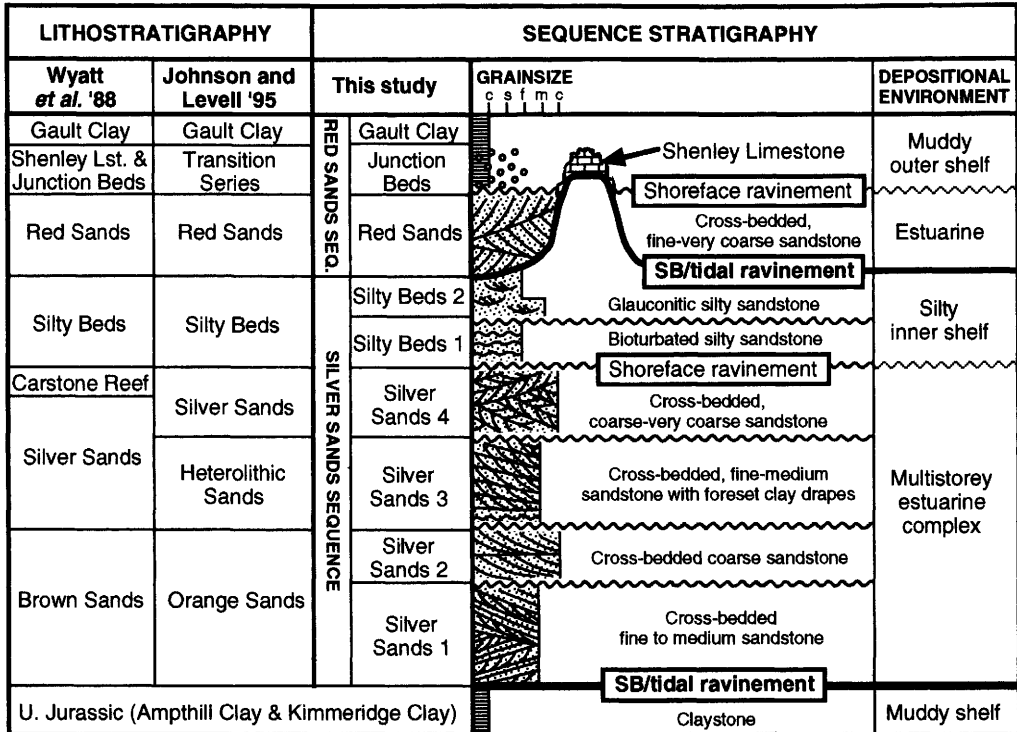 LITHOSTRATIGRAPHY
SEQUENCE STRATIGRAPHY
Wyatt
et al. '88
Johnson and
Levell '95
This study
GRAINSIZE
c s f m c
DEPOSITIONAL
ENVIRONMENT
Gault Clay
Gault Clay
RED SANDS SEQ.
Gault Clay
Shenley Lst. &
Junction Beds
Transition
Series
Junction
Beds
Shenley Limestone
Muddy
outer shelf
Shoreface ravinement
Red Sands
Red Sands
Red Sands
Cross-bedded,
fine-very coarse sandstone
Estuarine
SB/tidal ravinement
Silty Beds
Silty Beds
SILVER SANDS SEQUENCE
Silty Beds 2
Glauconitic silty sandstone
Silty
inner shelf
Silty Beds 1
Bioturbated silty sandstone
Shoreface ravinement
Carstone Reef
Silver Sands
Silver Sands
Silver
Sands 4
Cross-bedded,
coarse-very coarse sandstone
Heterolithic
Sands
Silver
Sands 3
Cross-bedded, fine-medium
sandstone with foreset clay drapes
Multistorey
estuarine
complex
Brown Sands
Orange Sands
Silver
Sands 2
Cross-bedded coarse sandstone
Silver
Sands 1
Cross-bedded
fine to medium sandstone
SB/tidal ravinement
U. Jurassic (Ampthill Clay & Kimmeridge Clay)
Claystone
Muddy shelf